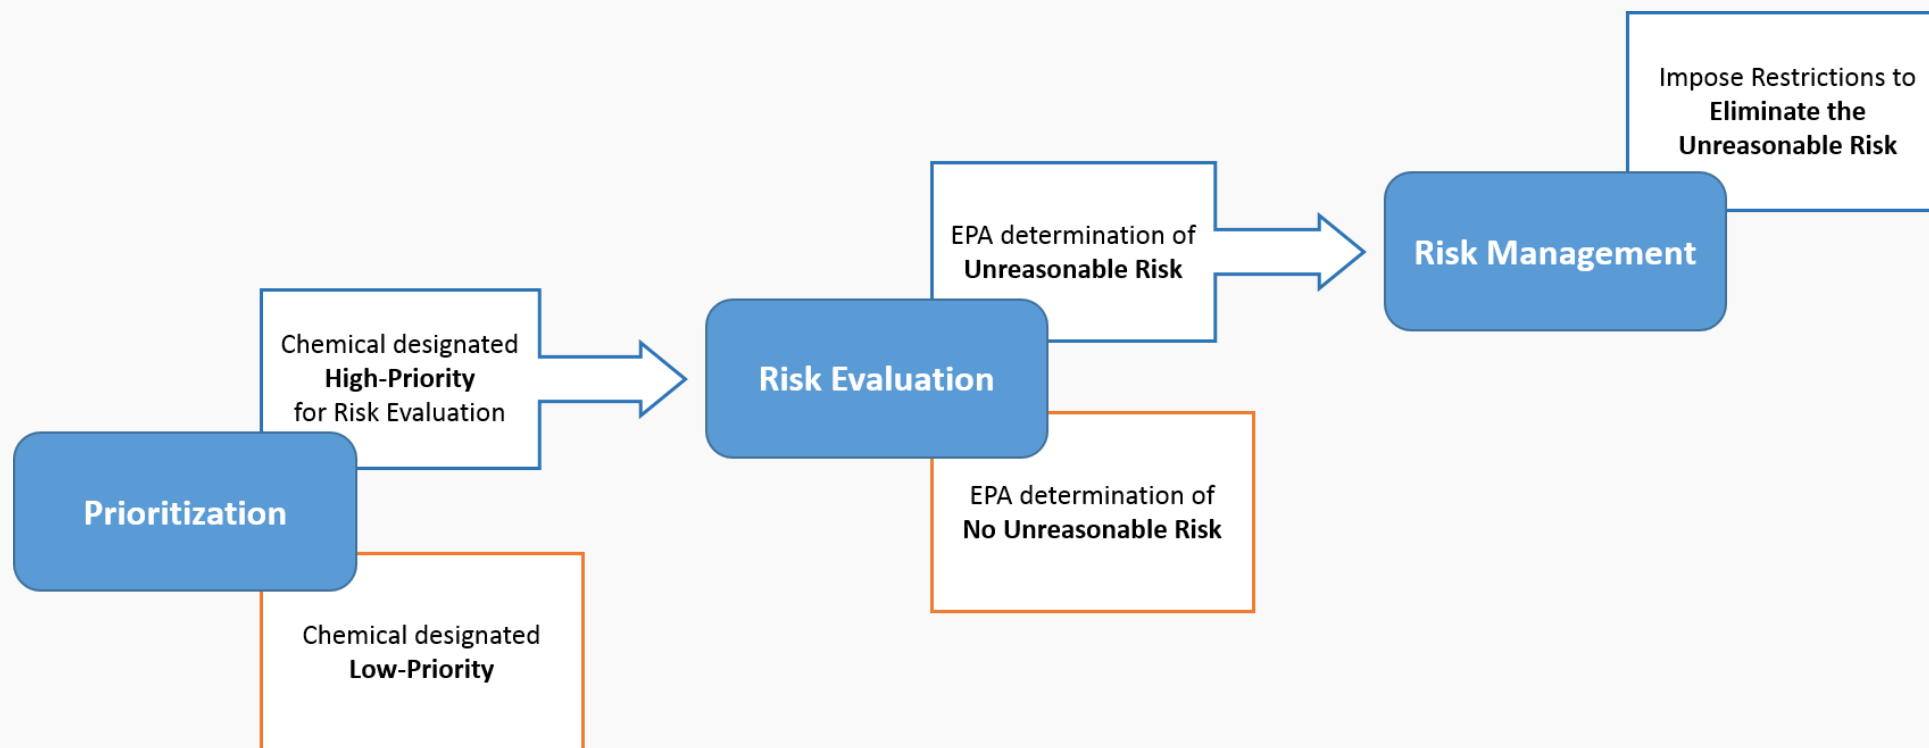 Prioritization
Chemical designated
High-Priority
for Risk Evaluation
Chemical designated
Low-Priority
Risk Evaluation
EPA determination of
Unreasonable Risk
EPA determination of
No Unreasonable Risk
Risk Management
Impose Restrictions to
Eliminate the
Unreasonable Risk